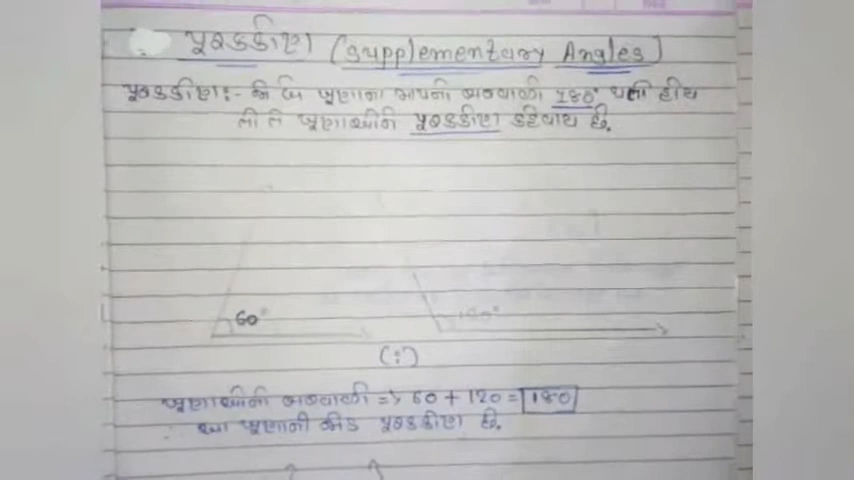 પૂરકકોણ (Supplementary Angles)
પૂરકકોણ :- જે બે ખૂણાના માપનો સરવાળો 180° થતો હોય
તો તે ખૂણાઓને પૂરકકોણ કહેવાય છે.
60°
120°
(i)
ખૂણાઓનો સરવાળો => 60 + 120 = 180
આ ખૂણાની જોડ પૂરકકોણ છે.